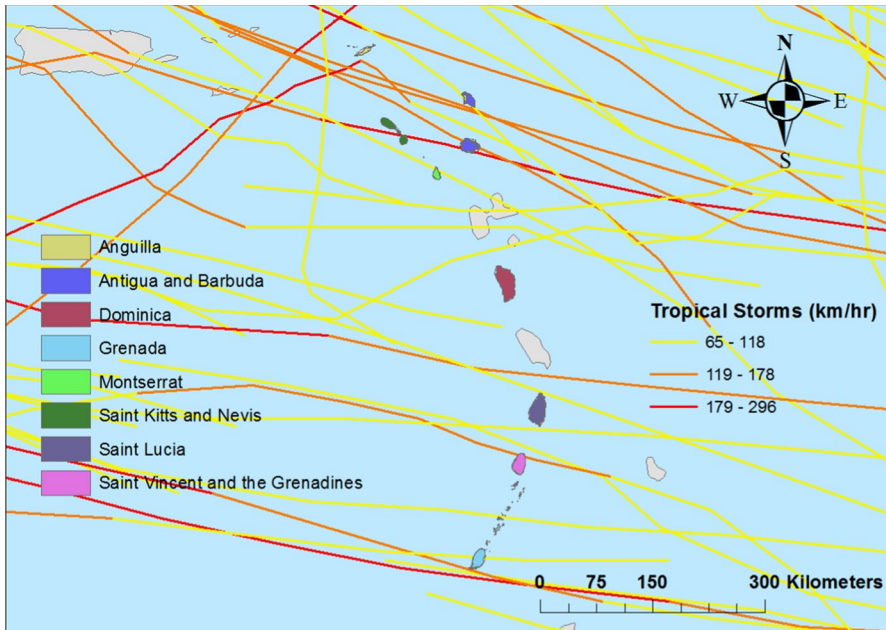 N
W E
S
Anguilla
Antigua and Barbuda
Dominica
Grenada
Montserrat
Saint Kitts and Nevis
Saint Lucia
Saint Vincent and the Grenadines
Tropical Storms (km/hr)
65 - 118
119 - 178
179 - 296
0 75 150 300 Kilometers